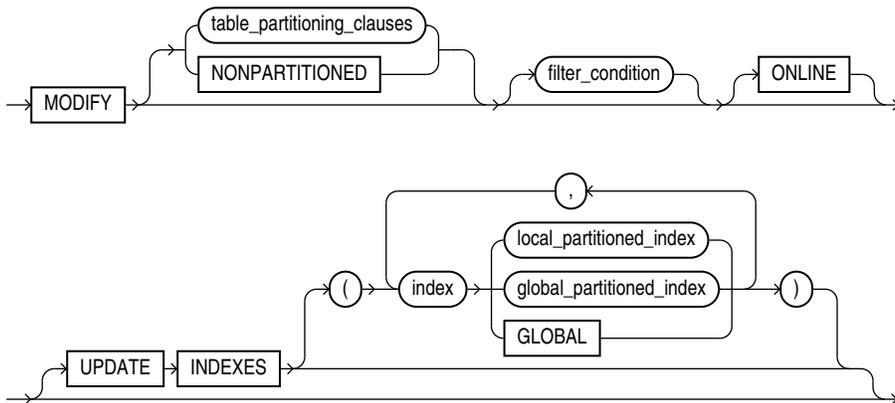 table_partitioning_clauses
NONPARTITIONED
filter_condition
ONLINE
MODIFY
,
local_partitioned_index
( index global_partitioned_index )
GLOBAL
UPDATE INDEXES